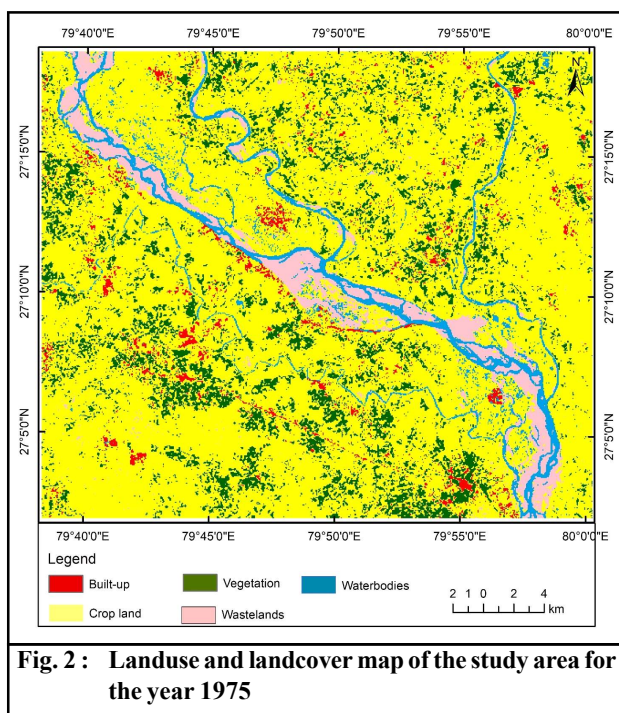 79°40'0"E 79°45'0"E 79°50'0"E 79°55'0"E 80°0'0"E
N
27°15'0"N 27°15'0"N
27°10'0"N 27°10'0"N
27°5'0"N 27°5'0"N
79°40'0"E 79°45'0"E 79°50'0"E 79°55'0"E 80°0'0"E
Legend
Built-up Vegetation Waterbodies
Crop land Wastelands
2 1 0 2 4
km
Fig. 2 : Landuse and landcover map of the study area for
the year 1975